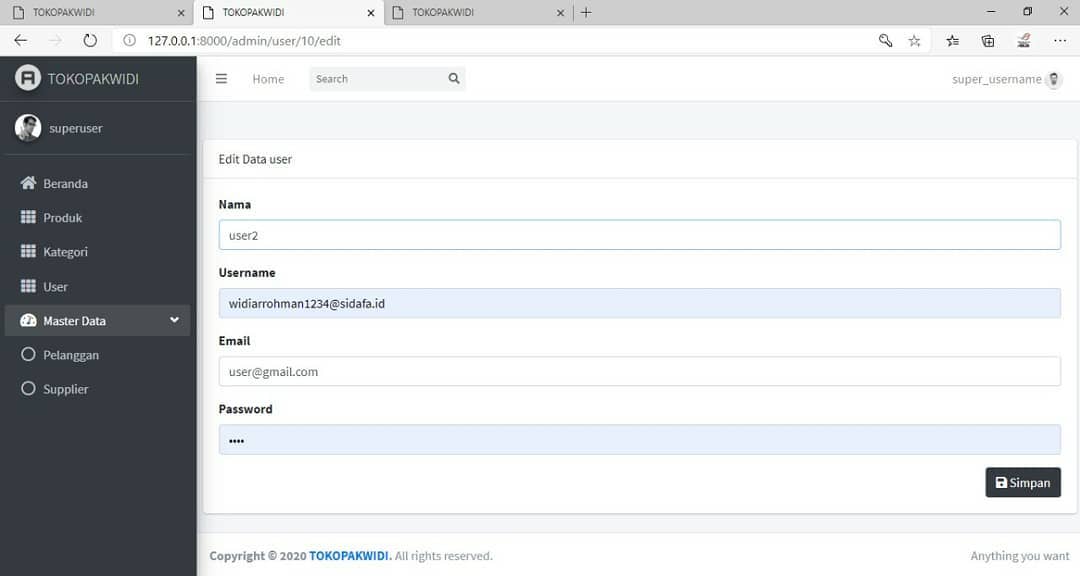 TOKOPAKWIDI
TOKOPAKWIDI
TOKOPAKWIDI
127.0.0.1:8000/admin/user/10/edit
TOKOPAKWIDI
Home
Search
super_username
superuser
Beranda
Produk
Kategori
User
Master Data
Pelanggan
Supplier
Edit Data user
Nama
user2
Username
widiarrohman1234@sidafa.id
Email
user@gmail.com
Password
••••
Simpan
Copyright © 2020 TOKOPAKWIDI. All rights reserved.
Anything you want